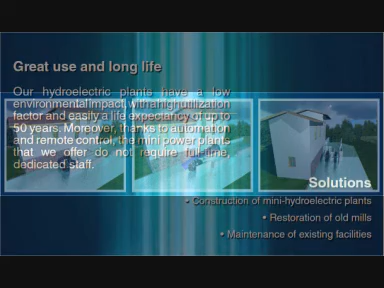 Great use and long life
Our hydroelectric plants have a low
environmental impact, with a high utilization
factor and easily a life expectancy of up to
50 years. Moreover, thanks to automation
and remote control, the mini power plants
that we offer do not require full-time,
dedicated staff.
Solutions
• Construction of mini-hydroelectric plants
• Restoration of old mills
• Maintenance of existing facilities